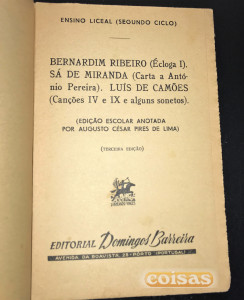 ENSINO LICEAL (SEGUNDO CICLO)
BERNARDIM RIBEIRO (Écloga I).
SÁ DE MIRANDA (Carta a Antó-
nio Pereira). LUÍS DE CAMÕES
(Canções IV e IX e alguns sonetos).
(EDIÇÃO ESCOLAR ANOTADA
POR AUGUSTO CÉSAR PIRES DE LIMA)
(TERCEIRA EDIÇÃO)
EDITORIAL Domingos Barreira
AVENIDA DA BOAVISTA, - PORTO (PORTUGAL)
coisas